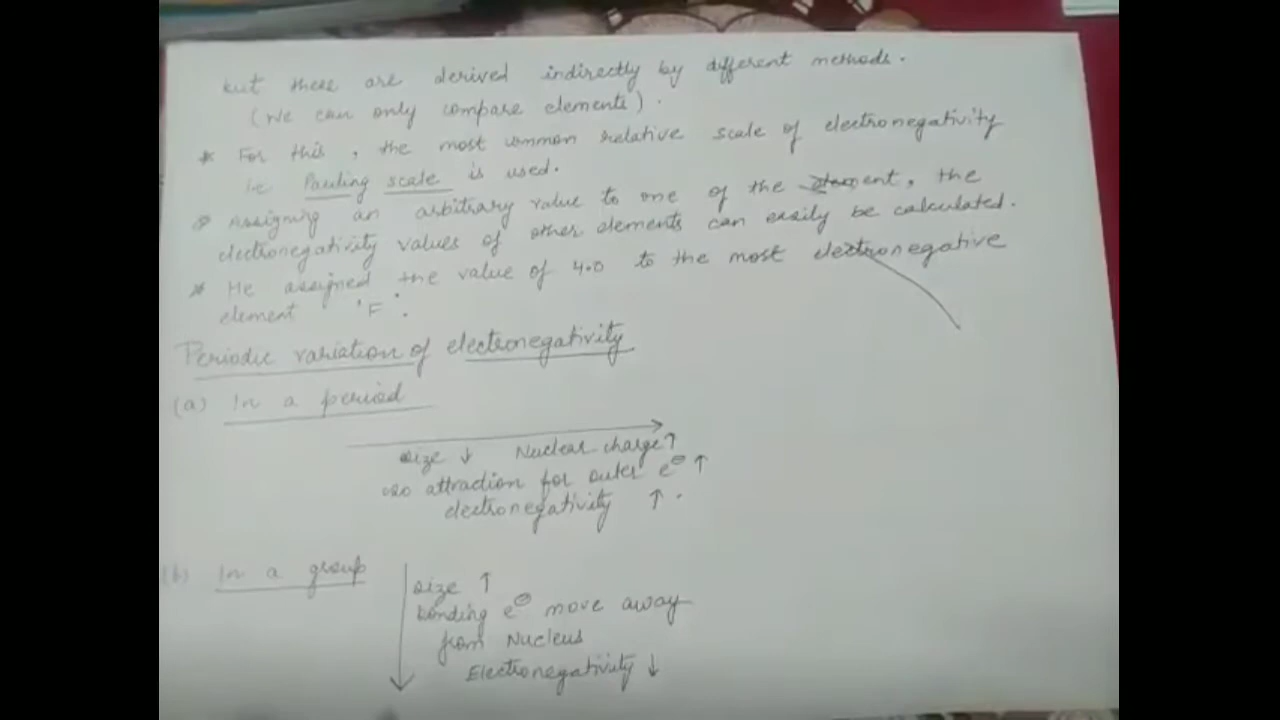 but these are derived indirectly by different methods.
(We can only compare elements).
* For this, the most common relative scale of electronegativity
ie Pauling scale is used.
* Assigning an arbitrary value to one of the element, the
electronegativity values of other elements can easily be calculated.
* He assigned the value of 4.0 to the most electronegative
element 'F'.
Periodic variation of electronegativity
(a) In a period
size ↓ Nuclear charge ↑
so attraction for outer e⊖ ↑
electronegativity ↑.
(b) In a group
size ↑
bonding e⊖ move away
from Nucleus
Electronegativity ↓